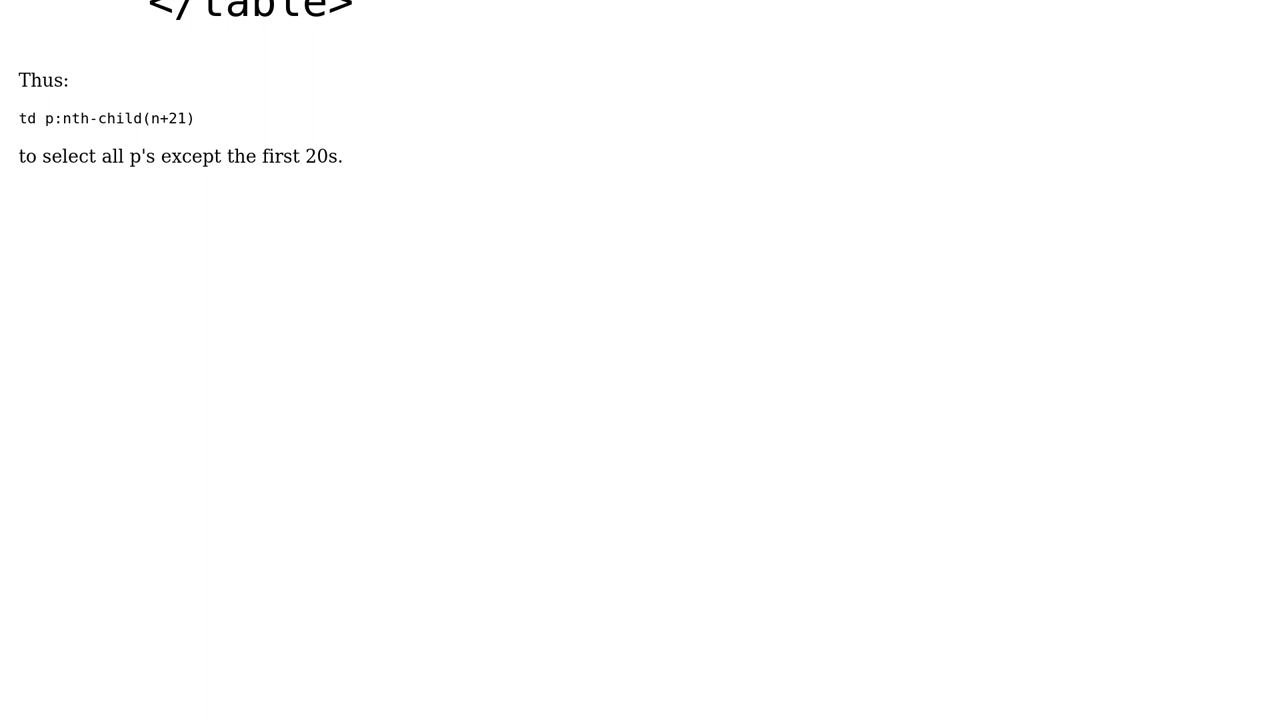 </table>
Thus:
td p:nth-child(n+21)
to select all p's except the first 20s.